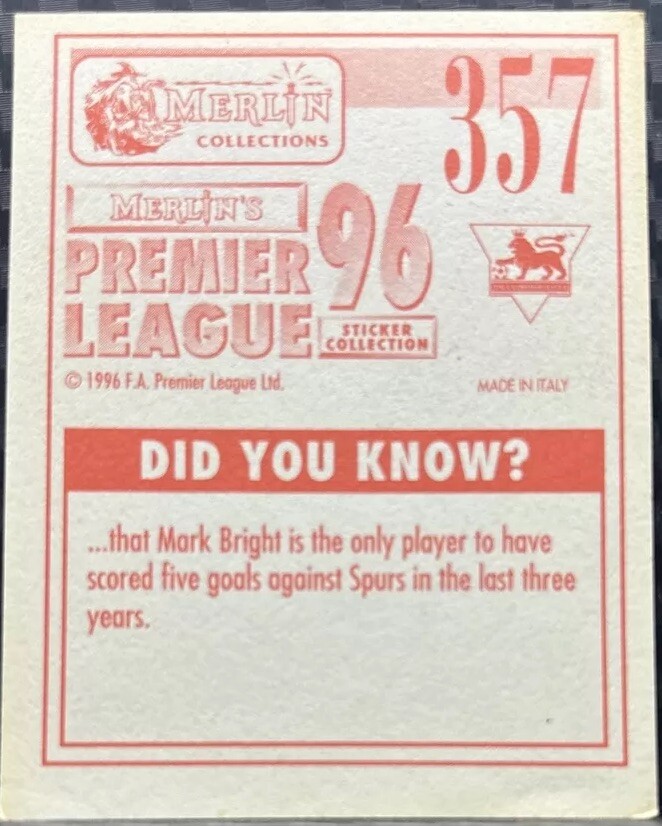 MERLIN
COLLECTIONS
357
MERLIN'S
PREMIER
LEAGUE
96
STICKER
COLLECTION
© 1996 F.A. Premier League Ltd.
MADE IN ITALY
DID YOU KNOW?
...that Mark Bright is the only player to have
scored five goals against Spurs in the last three
years.